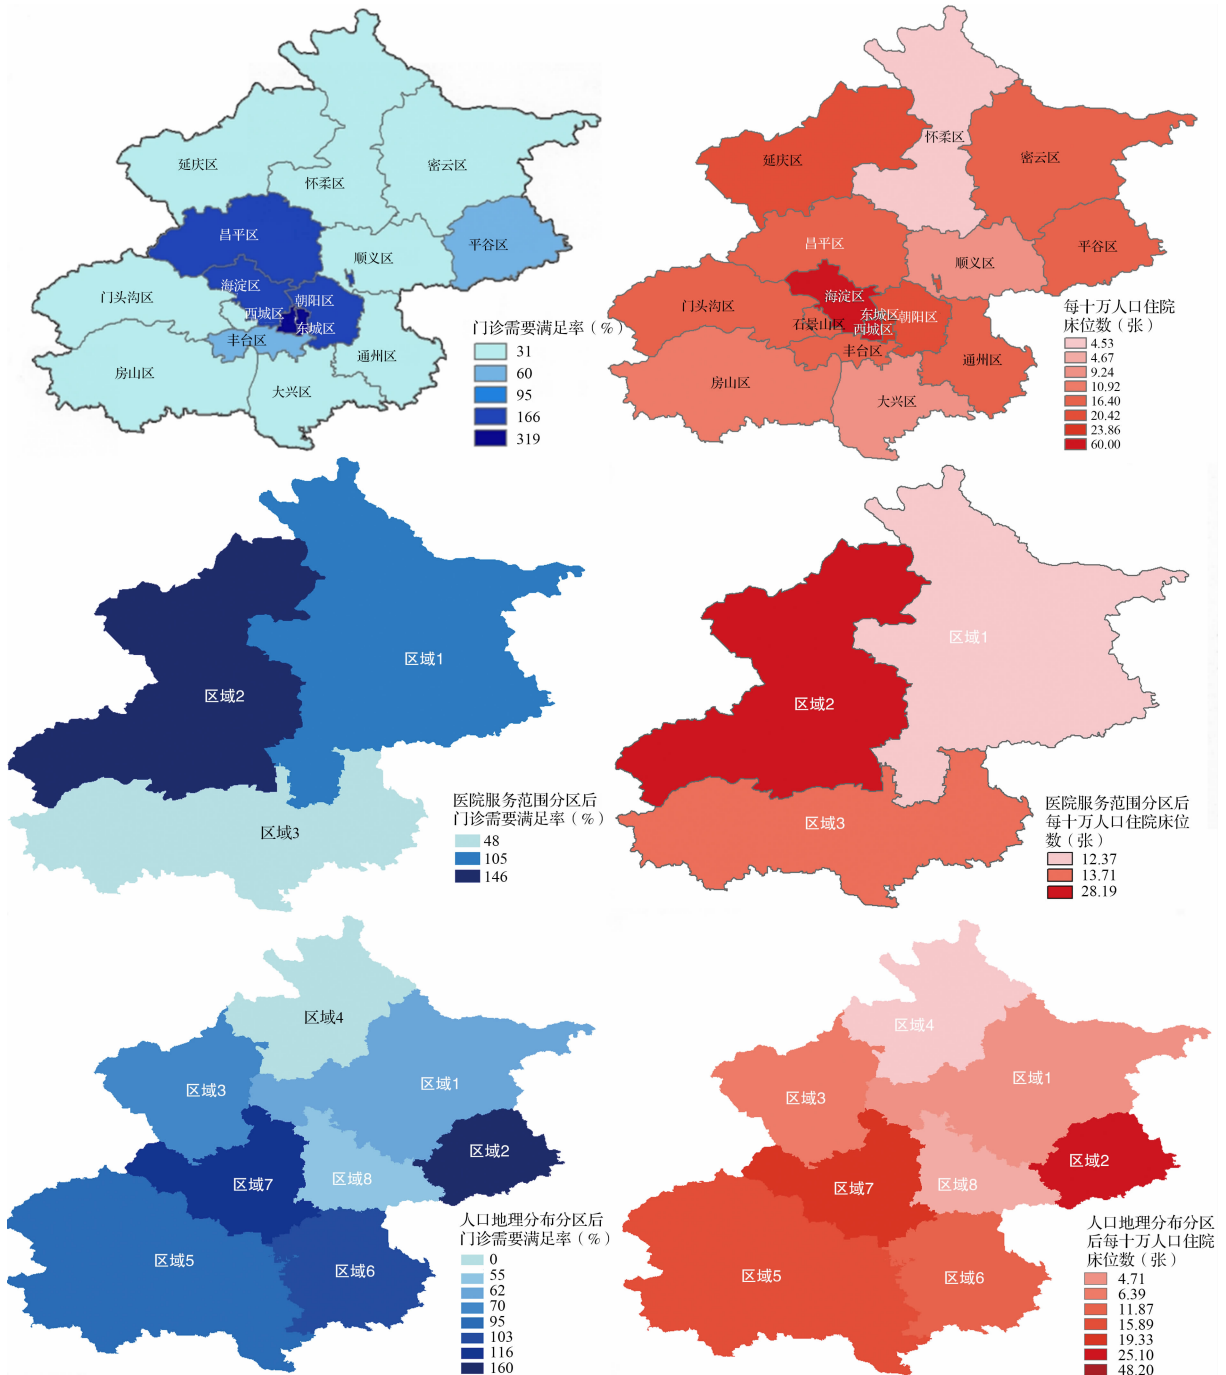 延庆区
怀柔区
密云区
昌平区
顺义区
平谷区
海淀区
门头沟区
朝阳区
西城区
东城区
丰台区
通州区
房山区
大兴区
门诊需要满足率（%）
31
60
95
166
319
怀柔区
延庆区
密云区
昌平区
平谷区
顺义区
海淀区
门头沟区
东城区
朝阳区
石景山区
西城区
丰台区
通州区
房山区
大兴区
每十万人口住院
床位数（张）
4.53
4.67
9.24
10.92
16.40
20.42
23.86
60.00
区域1
区域2
区域3
医院服务范围分区后
门诊需要满足率（%）
48
105
146
区域1
区域2
区域3
医院服务范围分区后
每十万人口住院床位
数（张）
12.37
13.71
28.19
区域4
区域3
区域1
区域2
区域7
区域8
区域5
区域6
人口地理分布分区后
门诊需要满足率（%）
0
55
62
70
95
103
116
160
区域4
区域1
区域3
区域2
区域7
区域8
区域5
区域6
人口地理分布分区
后每十万人口住院
床位数（张）
4.71
6.39
11.87
15.89
19.33
25.10
48.20